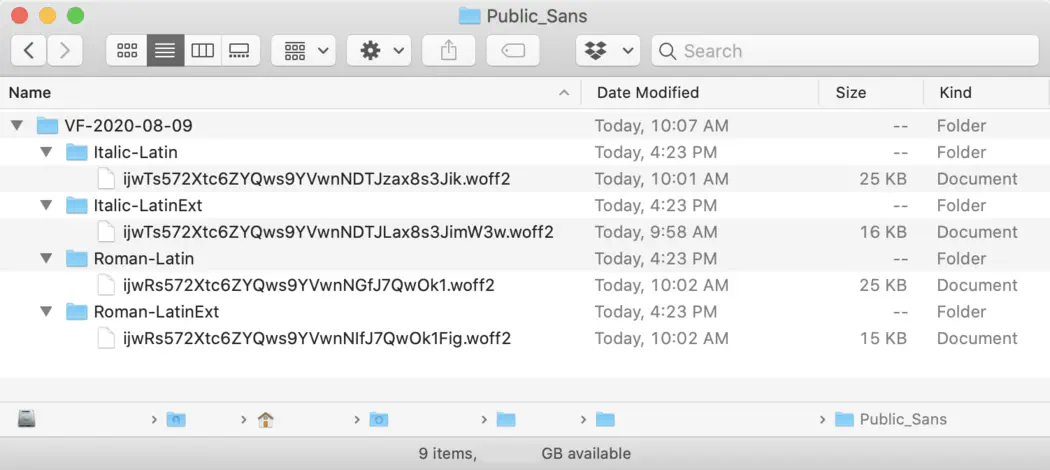 Public_Sans
Search
Name Date Modified Size Kind
VF-2020-08-09 Today, 10:07 AM -- Folder
Italic-Latin Today, 4:23 PM -- Folder
ijwTs572Xtc6ZYQws9YVwnNDTJzax8s3Jik.woff2 Today, 10:01 AM 25 KB Document
Italic-LatinExt Today, 4:23 PM -- Folder
ijwTs572Xtc6ZYQws9YVwnNDTJLax8s3JimW3w.woff2 Today, 9:58 AM 16 KB Document
Roman-Latin Today, 4:23 PM -- Folder
ijwRs572Xtc6ZYQws9YVwnNGfJ7QwOk1.woff2 Today, 10:02 AM 25 KB Document
Roman-LatinExt Today, 4:23 PM -- Folder
ijwRs572Xtc6ZYQws9YVwnNIfJ7QwOk1Fig.woff2 Today, 10:02 AM 15 KB Document
Public_Sans
9 items, GB available